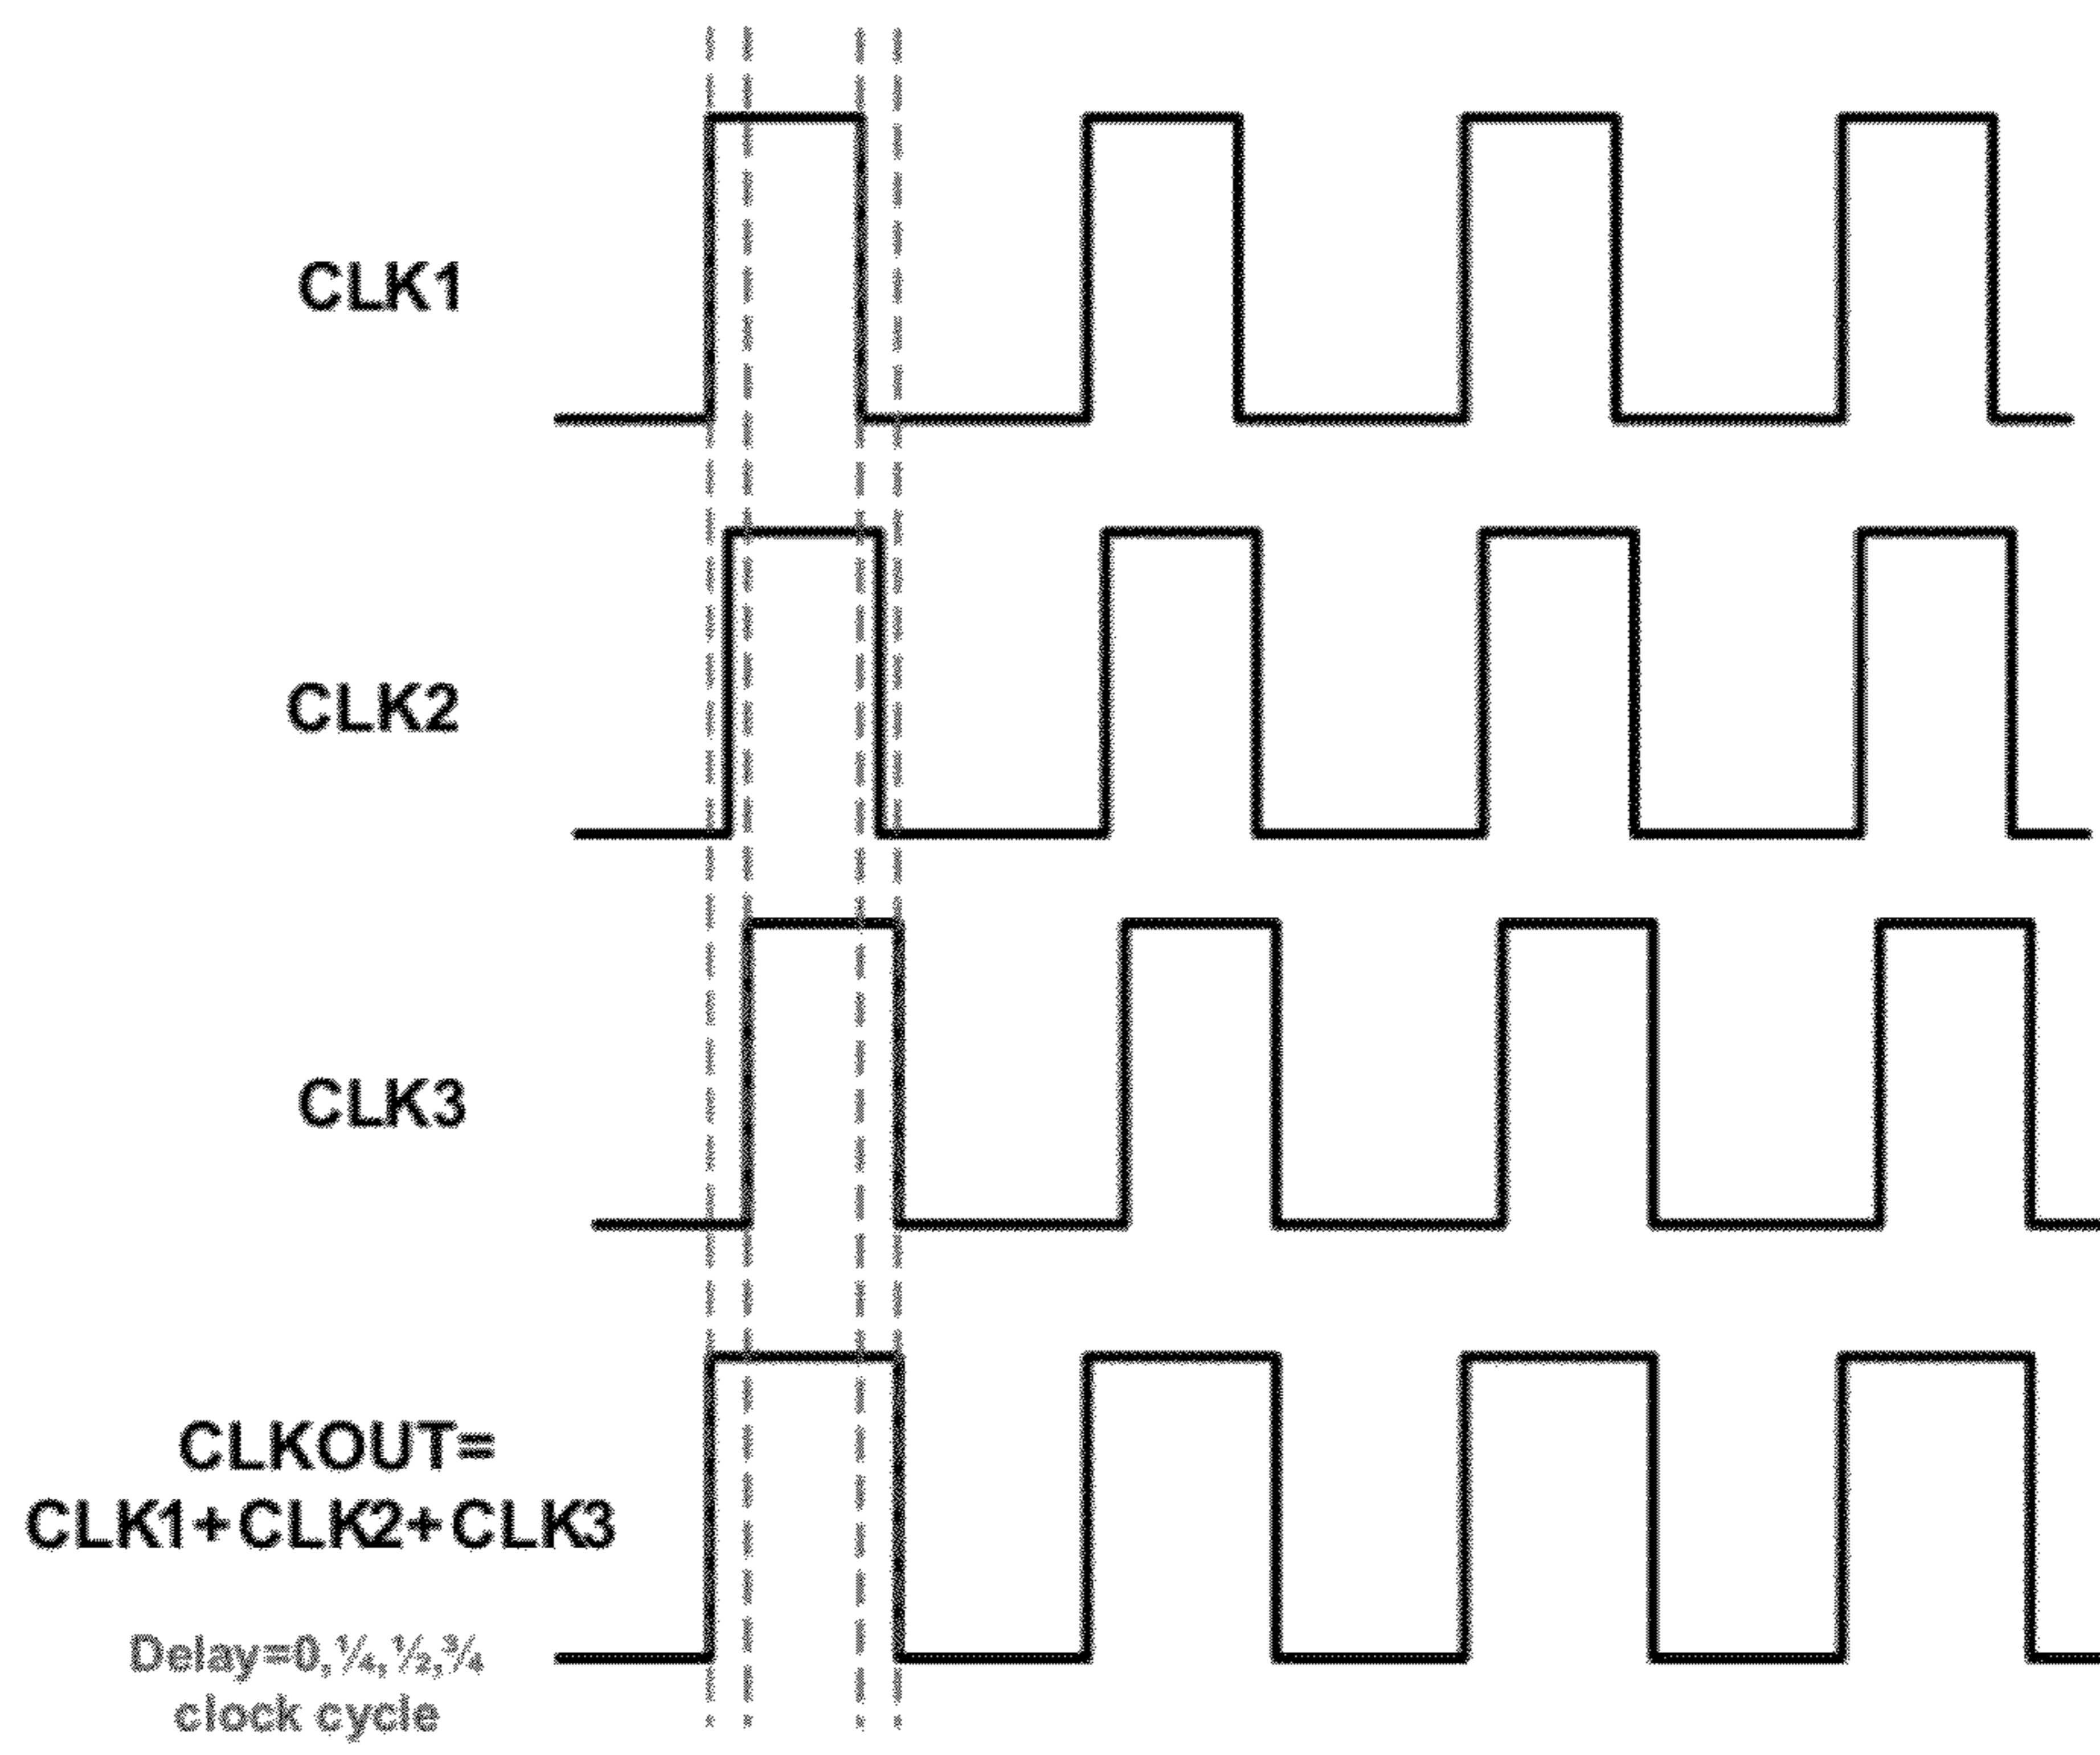 CLK1
CLK2
CLK3
CLKOUT=
CLK1+CLK2+CLK3
Delay=0,¼,½,¾
clock cycle